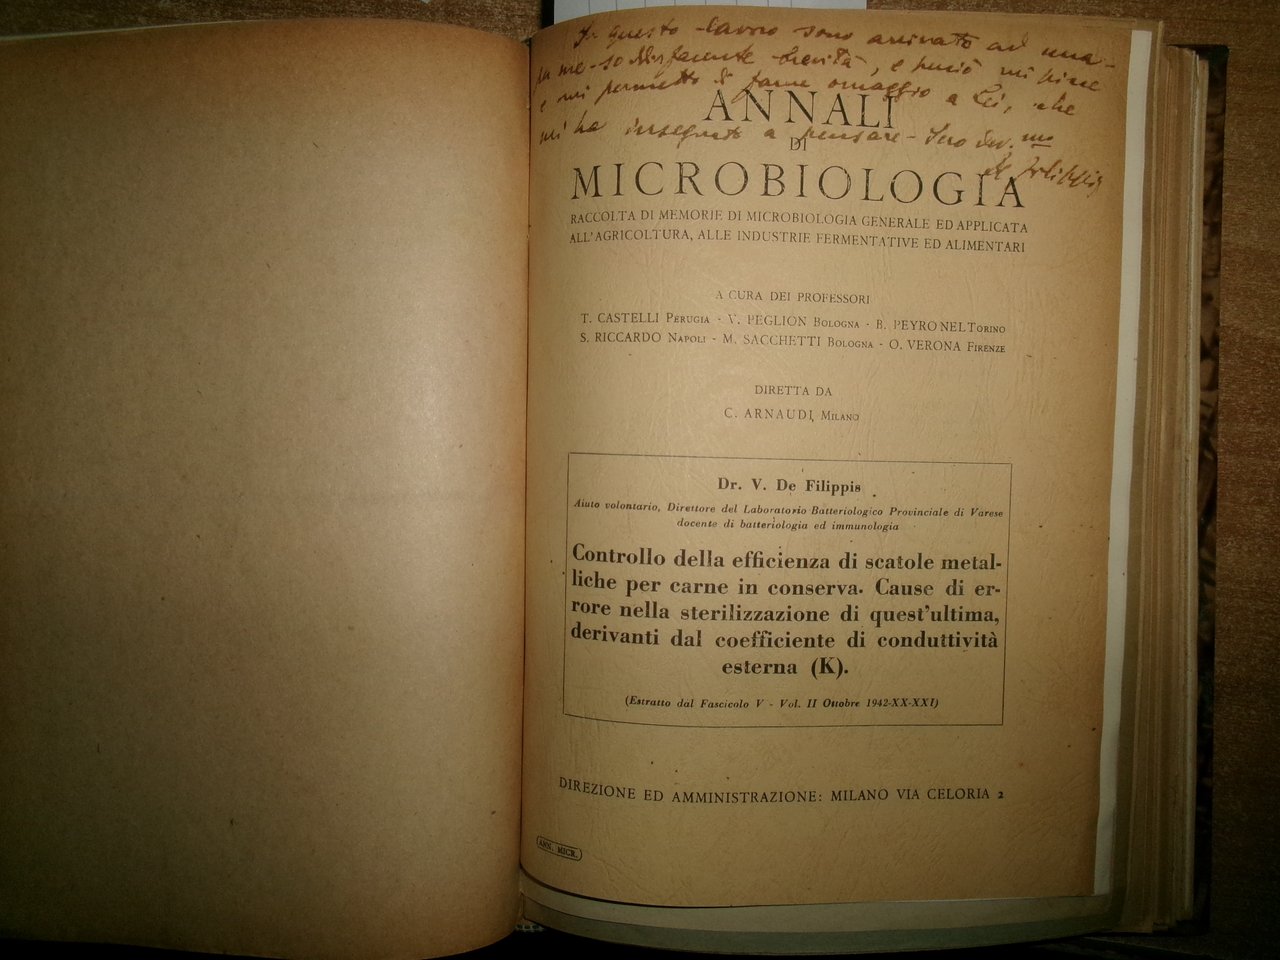 In questo lavoro sono arrivato ad una
per me soddisfacente brevità, e perciò mi piace
e mi permetto di farne omaggio a Lei, che
mi ha insegnato a pensare - Suo dev.mo
De Filippis
ANNALI
DI
MICROBIOLOGIA
RACCOLTA DI MEMORIE DI MICROBIOLOGIA GENERALE ED APPLICATA
ALL'AGRICOLTURA, ALLE INDUSTRIE FERMENTATIVE ED ALIMENTARI
A CURA DEI PROFESSORI
T. CASTELLI PERUGIA - V. PEGLION BOLOGNA - B. PEYRONEL TORINO
S. RICCARDO NAPOLI - M. SACCHETTI BOLOGNA - O. VERONA FIRENZE
DIRETTA DA
C. ARNAUDI, MILANO
Dr. V. De Filippis
Aiuto volontario, Direttore del Laboratorio Batteriologico Provinciale di Varese
docente di batteriologia ed immunologia
Controllo della efficienza di scatole metal-
liche per carne in conserva. Cause di er-
rore nella sterilizzazione di quest'ultima,
derivanti dal coefficiente di conduttività
esterna (K).
(Estratto dal Fascicolo V - Vol. II Ottobre 1942-XX-XXI)
DIREZIONE ED AMMINISTRAZIONE: MILANO VIA CELORIA 2
ANN. MICR.